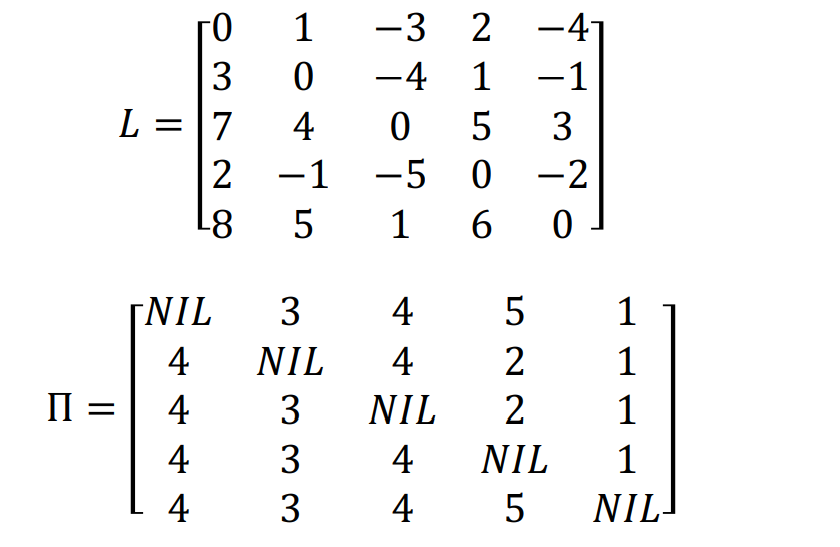 0 1 −3 2 −4
3 0 −4 1 −1
L = 7 4 0 5 3
2 −1 −5 0 −2
8 5 1 6 0
NIL 3 4 5 1
4 NIL 4 2 1
Π = 4 3 NIL 2 1
4 3 4 NIL 1
4 3 4 5 NIL